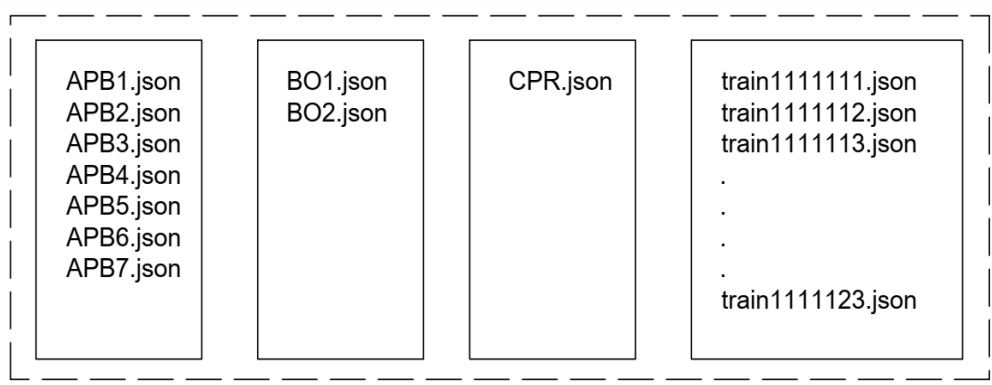 APB1.json
APB2.json
APB3.json
APB4.json
APB5.json
APB6.json
APB7.json
BO1.json
BO2.json
CPR.json
train1111111.json
train1111112.json
train1111113.json
.
.
.
.
train1111123.json